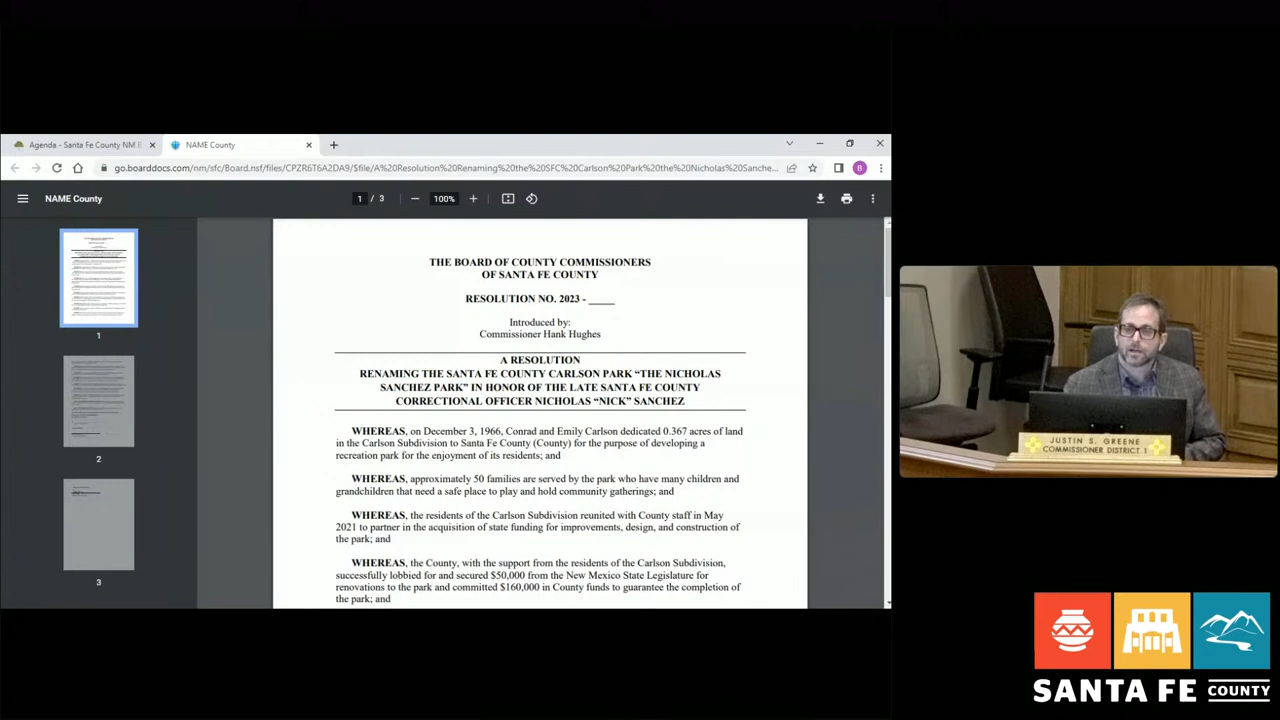 Agenda - Santa Fe County NM B
NAME County
go.boarddocs.com/nm/sfc/Board.nsf/files/CPZR6T6A2DA9/$file/A%20Resolution%20Renaming%20the%20SFC%20Carlson%20Park%20the%20Nicholas%20Sanche...
B
NAME County
1 / 3
100%
THE BOARD OF COUNTY COMMISSIONERS
OF SANTA FE COUNTY
RESOLUTION NO. 2023 - _____
Introduced by:
Commissioner Hank Hughes
A RESOLUTION
RENAMING THE SANTA FE COUNTY CARLSON PARK “THE NICHOLAS
SANCHEZ PARK” IN HONOR OF THE LATE SANTA FE COUNTY
CORRECTIONAL OFFICER NICHOLAS “NICK” SANCHEZ
WHEREAS, on December 3, 1966, Conrad and Emily Carlson dedicated 0.367 acres of land
in the Carlson Subdivision to Santa Fe County (County) for the purpose of developing a
recreation park for the enjoyment of its residents; and
WHEREAS, approximately 50 families are served by the park who have many children and
grandchildren that need a safe place to play and hold community gatherings; and
WHEREAS, the residents of the Carlson Subdivision reunited with County staff in May
2021 to partner in the acquisition of state funding for improvements, design, and construction of
the park; and
WHEREAS, the County, with the support from the residents of the Carlson Subdivision,
successfully lobbied for and secured $50,000 from the New Mexico State Legislature for
renovations to the park and committed $160,000 in County funds to guarantee the completion of
the park; and
1
2
3
JUSTIN S. GREENE
COMMISSIONER DISTRICT 1
SANTA FE COUNTY